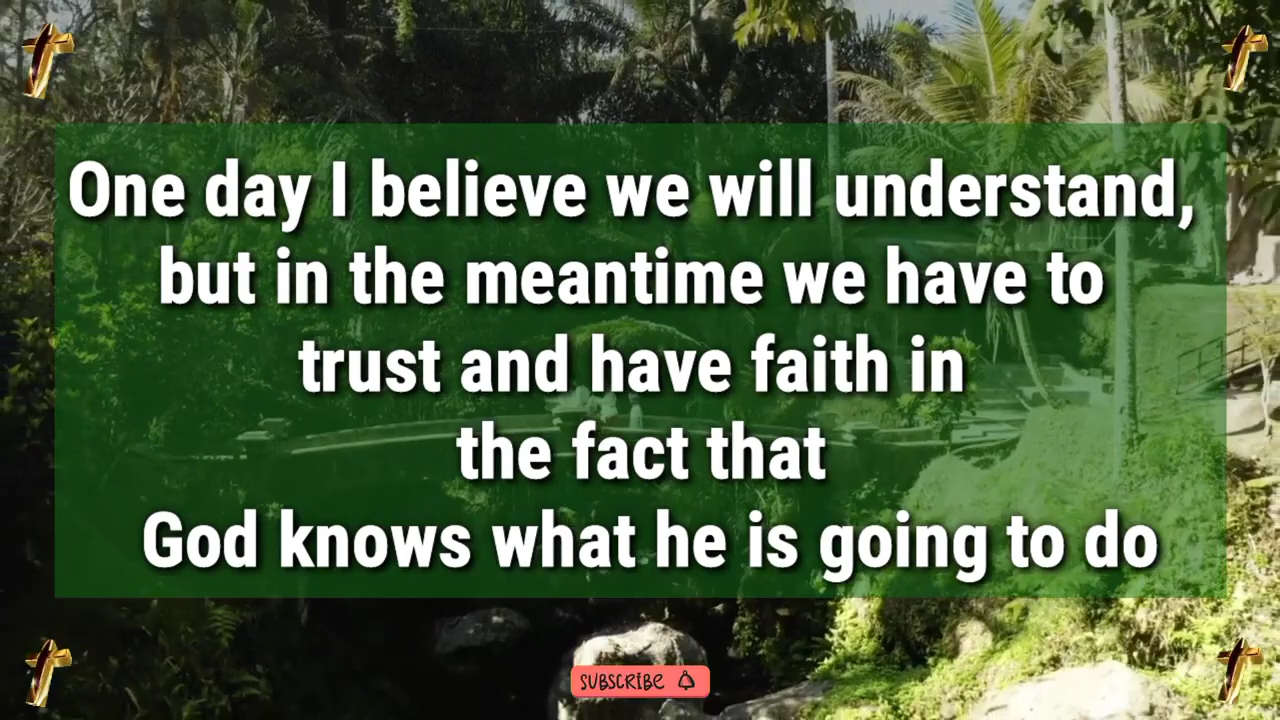 One day I believe we will understand,
but in the meantime we have to
trust and have faith in
the fact that
God knows what he is going to do
SUBSCRIBE